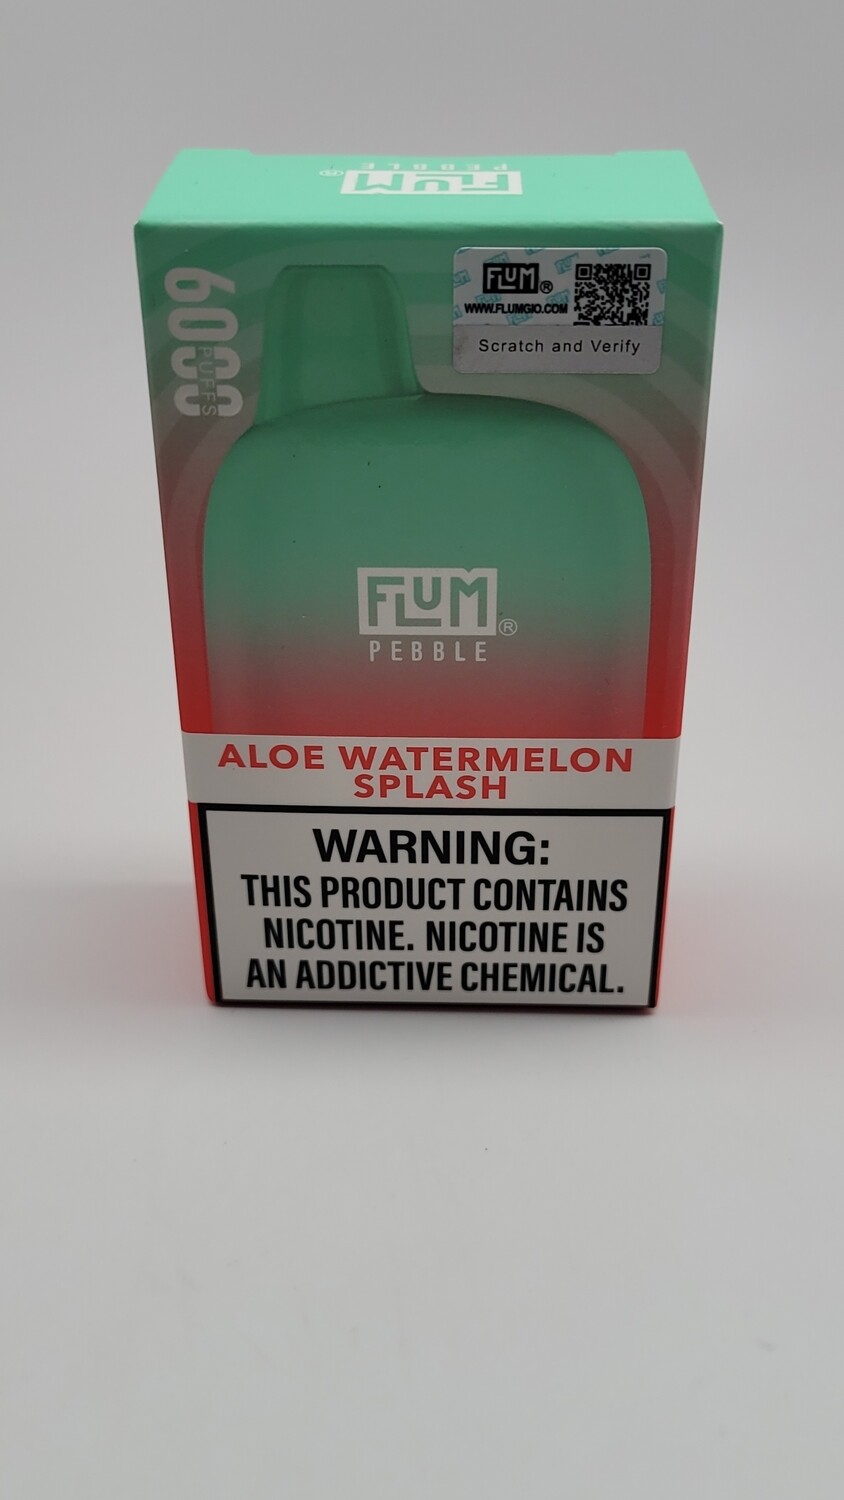 FLUM®
PEBBLE
6000
PUFFS
FLUM®
WWW.FLUMGIO.COM
Scratch and Verify
FLUM®
PEBBLE
ALOE WATERMELON
SPLASH
WARNING:
THIS PRODUCT CONTAINS
NICOTINE. NICOTINE IS
AN ADDICTIVE CHEMICAL.